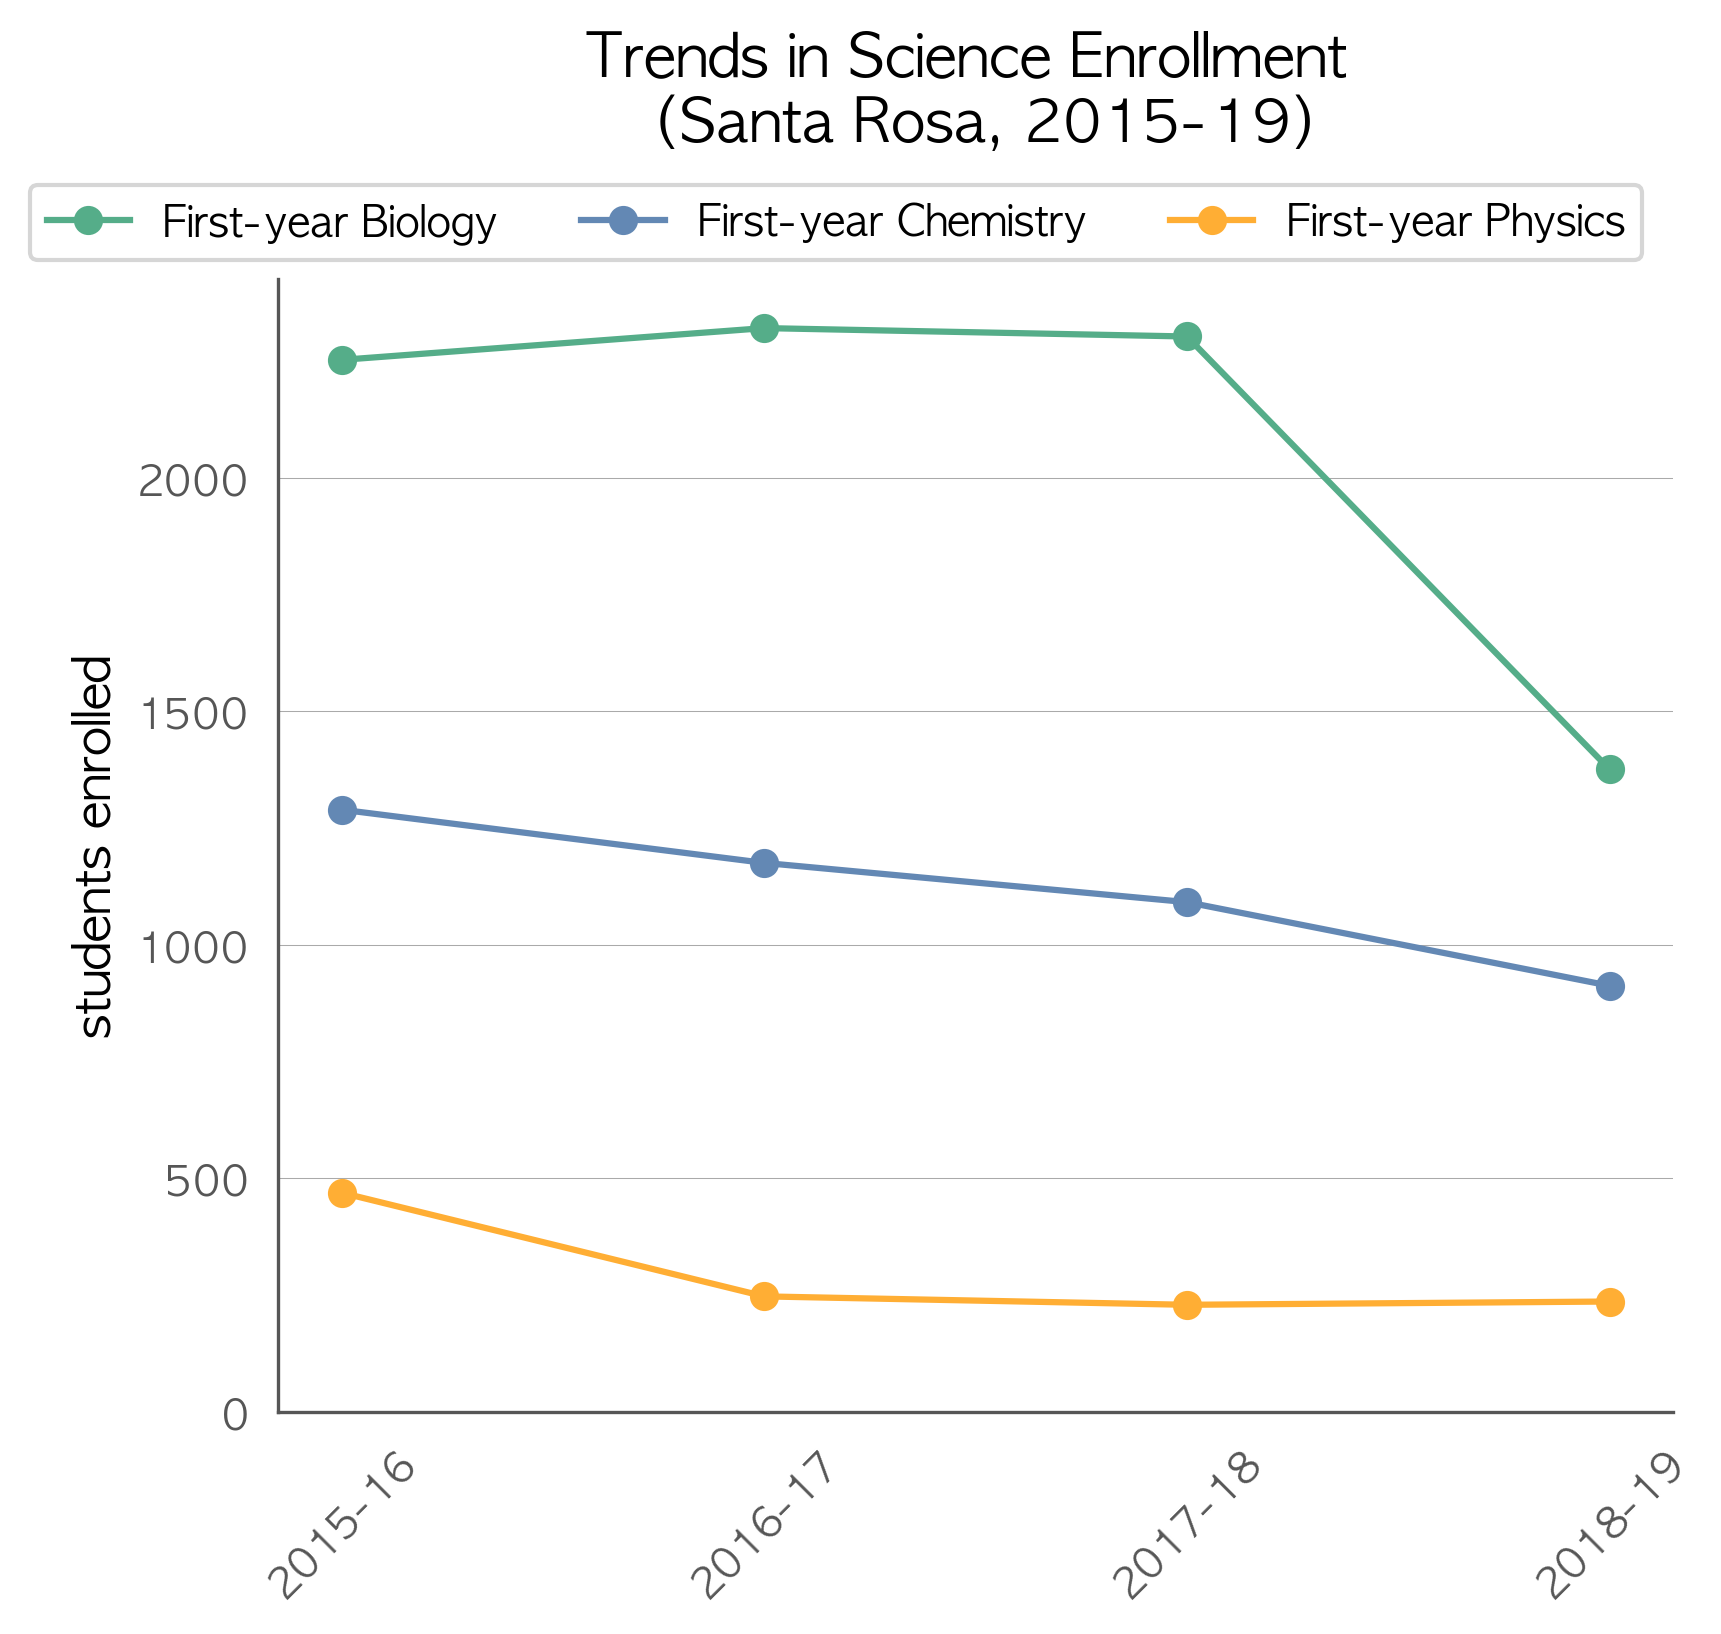 Trends in Science Enrollment
(Santa Rosa, 2015-19)
First-year Biology
First-year Chemistry
First-year Physics
students enrolled
2000
1500
1000
500
0
2015-16
2016-17
2017-18
2018-19